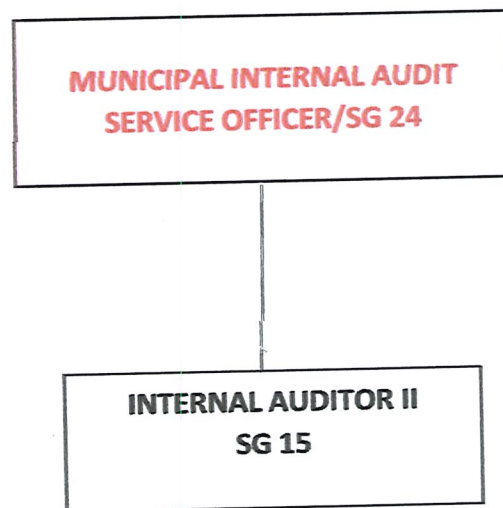 MUNICIPAL INTERNAL AUDIT
SERVICE OFFICER/SG 24
INTERNAL AUDITOR II
SG 15